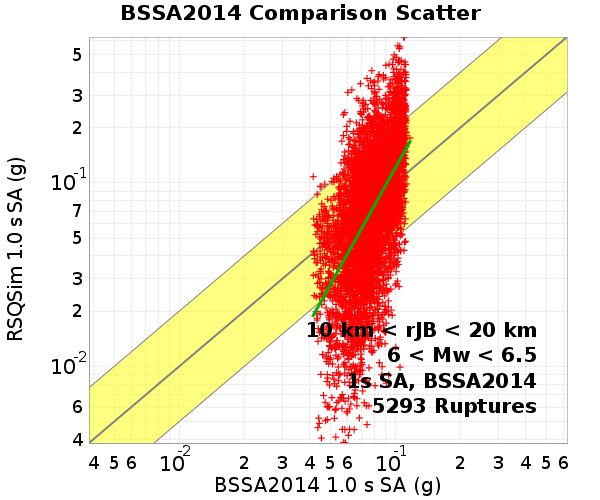 BSSA2014 Comparison Scatter
RSQSim 1.0 s SA (g)
5
3
2
10-1
7
5
3
2
10-2
6
4
10 km < rJB < 20 km
6 < Mw < 6.5
1s SA, BSSA2014
5293 Ruptures
4 5 6 10-2 2 3 4 5 6 10-1 2 3 4 5 6
BSSA2014 1.0 s SA (g)